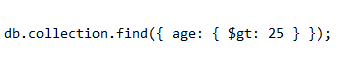 db.collection.find({ age: { $gt: 25 } });